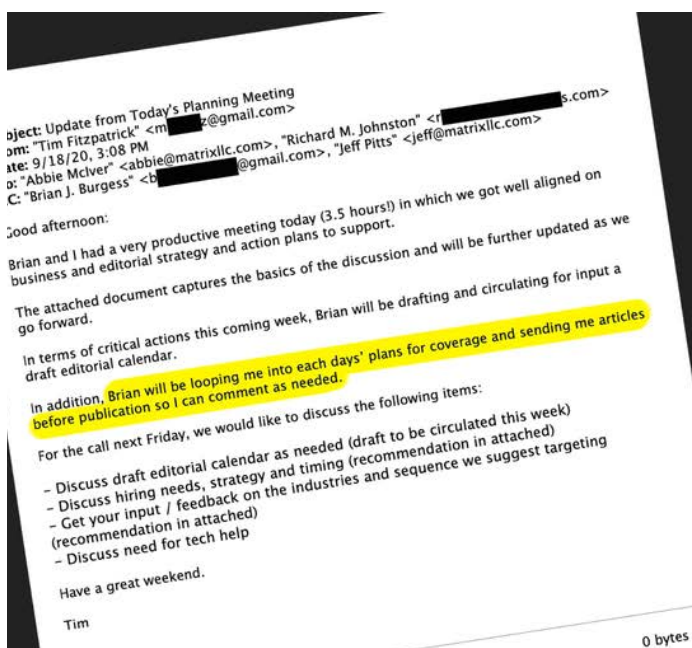 bject: Update from Today's Planning Meeting
om: "Tim Fitzpatrick" <m z@gmail.com>
ate: 9/18/20, 3:08 PM
o: "Abbie McIver" <abbie@matrixllc.com>, "Richard M. Johnston" <r s.com>
C: "Brian J. Burgess" <b @gmail.com>, "Jeff Pitts" <jeff@matrixllc.com>
Good afternoon:
Brian and I had a very productive meeting today (3.5 hours!) in which we got well aligned on
business and editorial strategy and action plans to support.
The attached document captures the basics of the discussion and will be further updated as we
go forward.
In terms of critical actions this coming week, Brian will be drafting and circulating for input a
draft editorial calendar.
In addition, Brian will be looping me into each days' plans for coverage and sending me articles
before publication so I can comment as needed.
For the call next Friday, we would like to discuss the following items:
– Discuss draft editorial calendar as needed (draft to be circulated this week)
– Discuss hiring needs, strategy and timing (recommendation in attached)
– Get your input / feedback on the industries and sequence we suggest targeting
(recommendation in attached)
– Discuss need for tech help
Have a great weekend.
Tim
0 bytes